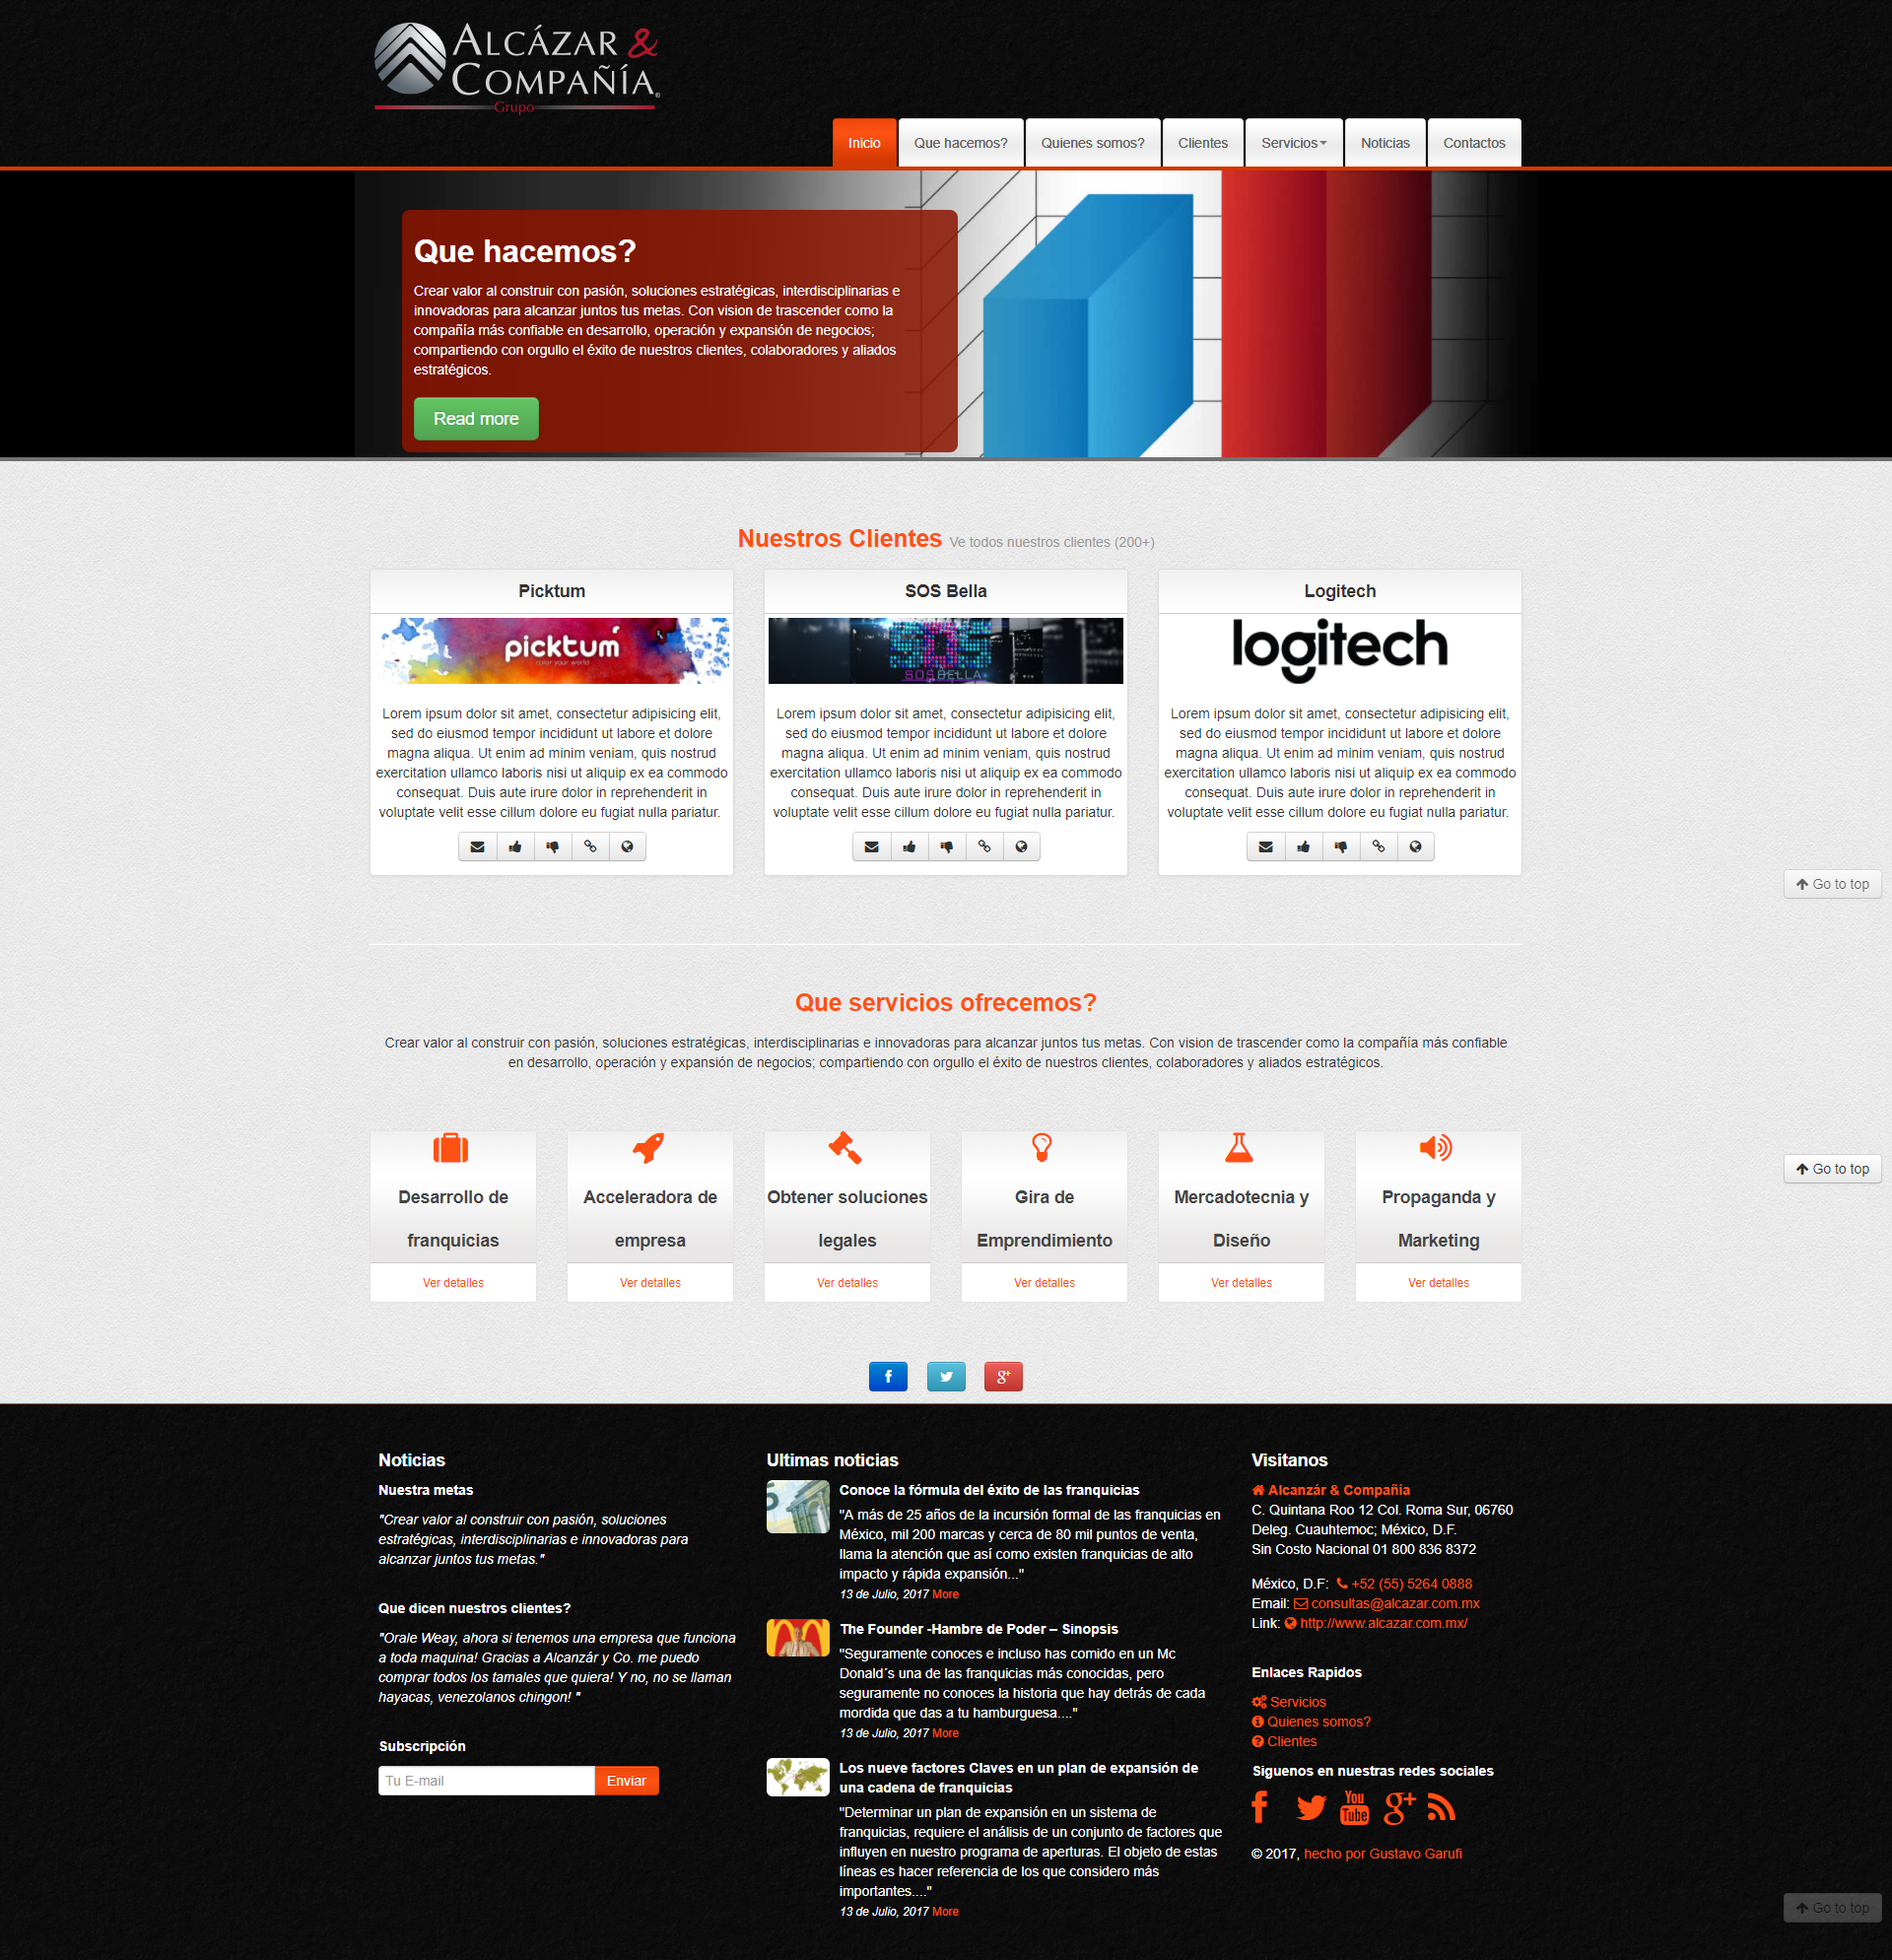 ALCÁZAR &
COMPAÑÍA®
Grupo
Inicio
Que hacemos?
Quienes somos?
Clientes
Servicios
Noticias
Contactos
Que hacemos?
Crear valor al construir con pasión, soluciones estratégicas, interdisciplinarias e
innovadoras para alcanzar juntos tus metas. Con vision de trascender como la
compañía más confiable en desarrollo, operación y expansión de negocios;
compartiendo con orgullo el éxito de nuestros clientes, colaboradores y aliados
estratégicos.
Read more
Nuestros Clientes Ve todos nuestros clientes (200+)
Picktum
picktum
color your world
Lorem ipsum dolor sit amet, consectetur adipisicing elit,
sed do eiusmod tempor incididunt ut labore et dolore
magna aliqua. Ut enim ad minim veniam, quis nostrud
exercitation ullamco laboris nisi ut aliquip ex ea commodo
consequat. Duis aute irure dolor in reprehenderit in
voluptate velit esse cillum dolore eu fugiat nulla pariatur.
SOS Bella
SOS
SOS BELLA
Lorem ipsum dolor sit amet, consectetur adipisicing elit,
sed do eiusmod tempor incididunt ut labore et dolore
magna aliqua. Ut enim ad minim veniam, quis nostrud
exercitation ullamco laboris nisi ut aliquip ex ea commodo
consequat. Duis aute irure dolor in reprehenderit in
voluptate velit esse cillum dolore eu fugiat nulla pariatur.
Logitech
logitech
Lorem ipsum dolor sit amet, consectetur adipisicing elit,
sed do eiusmod tempor incididunt ut labore et dolore
magna aliqua. Ut enim ad minim veniam, quis nostrud
exercitation ullamco laboris nisi ut aliquip ex ea commodo
consequat. Duis aute irure dolor in reprehenderit in
voluptate velit esse cillum dolore eu fugiat nulla pariatur.
Go to top
Que servicios ofrecemos?
Crear valor al construir con pasión, soluciones estratégicas, interdisciplinarias e innovadoras para alcanzar juntos tus metas. Con vision de trascender como la compañía más confiable
en desarrollo, operación y expansión de negocios; compartiendo con orgullo el éxito de nuestros clientes, colaboradores y aliados estratégicos.
Desarrollo de
franquicias
Ver detalles
Acceleradora de
empresa
Ver detalles
Obtener soluciones
legales
Ver detalles
Gira de
Emprendimiento
Ver detalles
Mercadotecnia y
Diseño
Ver detalles
Propaganda y
Marketing
Ver detalles
Go to top
Noticias
Nuestra metas
"Crear valor al construir con pasión, soluciones
estratégicas, interdisciplinarias e innovadoras para
alcanzar juntos tus metas."
Que dicen nuestros clientes?
"Orale Weay, ahora si tenemos una empresa que funciona
a toda maquina! Gracias a Alcanzár y Co. me puedo
comprar todos los tamales que quiera! Y no, no se llaman
hayacas, venezolanos chingon! "
Subscripción
Tu E-mail
Enviar
Ultimas noticias
Conoce la fórmula del éxito de las franquicias
"A más de 25 años de la incursión formal de las franquicias en
México, mil 200 marcas y cerca de 80 mil puntos de venta,
llama la atención que así como existen franquicias de alto
impacto y rápida expansión..."
13 de Julio, 2017 More
The Founder -Hambre de Poder – Sinopsis
"Seguramente conoces e incluso has comido en un Mc
Donald´s una de las franquicias más conocidas, pero
seguramente no conoces la historia que hay detrás de cada
mordida que das a tu hamburguesa...."
13 de Julio, 2017 More
Los nueve factores Claves en un plan de expansión de
una cadena de franquicias
"Determinar un plan de expansión en un sistema de
franquicias, requiere el análisis de un conjunto de factores que
influyen en nuestro programa de aperturas. El objeto de estas
líneas es hacer referencia de los que considero más
importantes...."
13 de Julio, 2017 More
Visitanos
Alcanzár & Compañia
C. Quintana Roo 12 Col. Roma Sur, 06760
Deleg. Cuauhtemoc; México, D.F.
Sin Costo Nacional 01 800 836 8372
México, D.F: +52 (55) 5264 0888
Email: consultas@alcazar.com.mx
Link: http://www.alcazar.com.mx/
Enlaces Rapidos
Servicios
Quienes somos?
Clientes
Siguenos en nuestras redes sociales
You
Tube
© 2017, hecho por Gustavo Garufi
Go to top